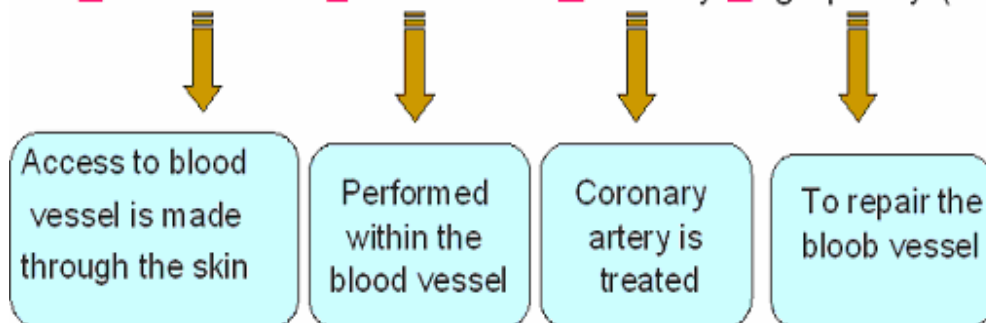 Access to blood
vessel is made
through the skin
Performed
within the
blood vessel
Coronary
artery is
treated
To repair the
bloob vessel